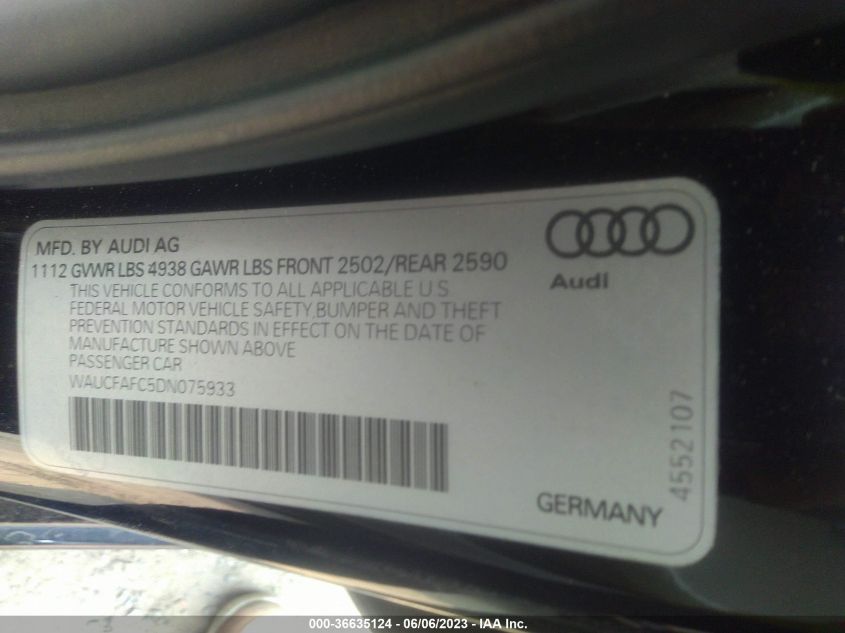 MFD. BY AUDI AG
1112 GVWR LBS 4938 GAWR LBS FRONT 2502/REAR 2590
THIS VEHICLE CONFORMS TO ALL APPLICABLE U S
FEDERAL MOTOR VEHICLE SAFETY, BUMPER AND THEFT
PREVENTION STANDARDS IN EFFECT ON THE DATE OF
MANUFACTURE SHOWN ABOVE
PASSENGER CAR
WAUCFAFC5DN075933
Audi
4552107
GERMANY
000-36635124 - 06/06/2023 - IAA Inc.